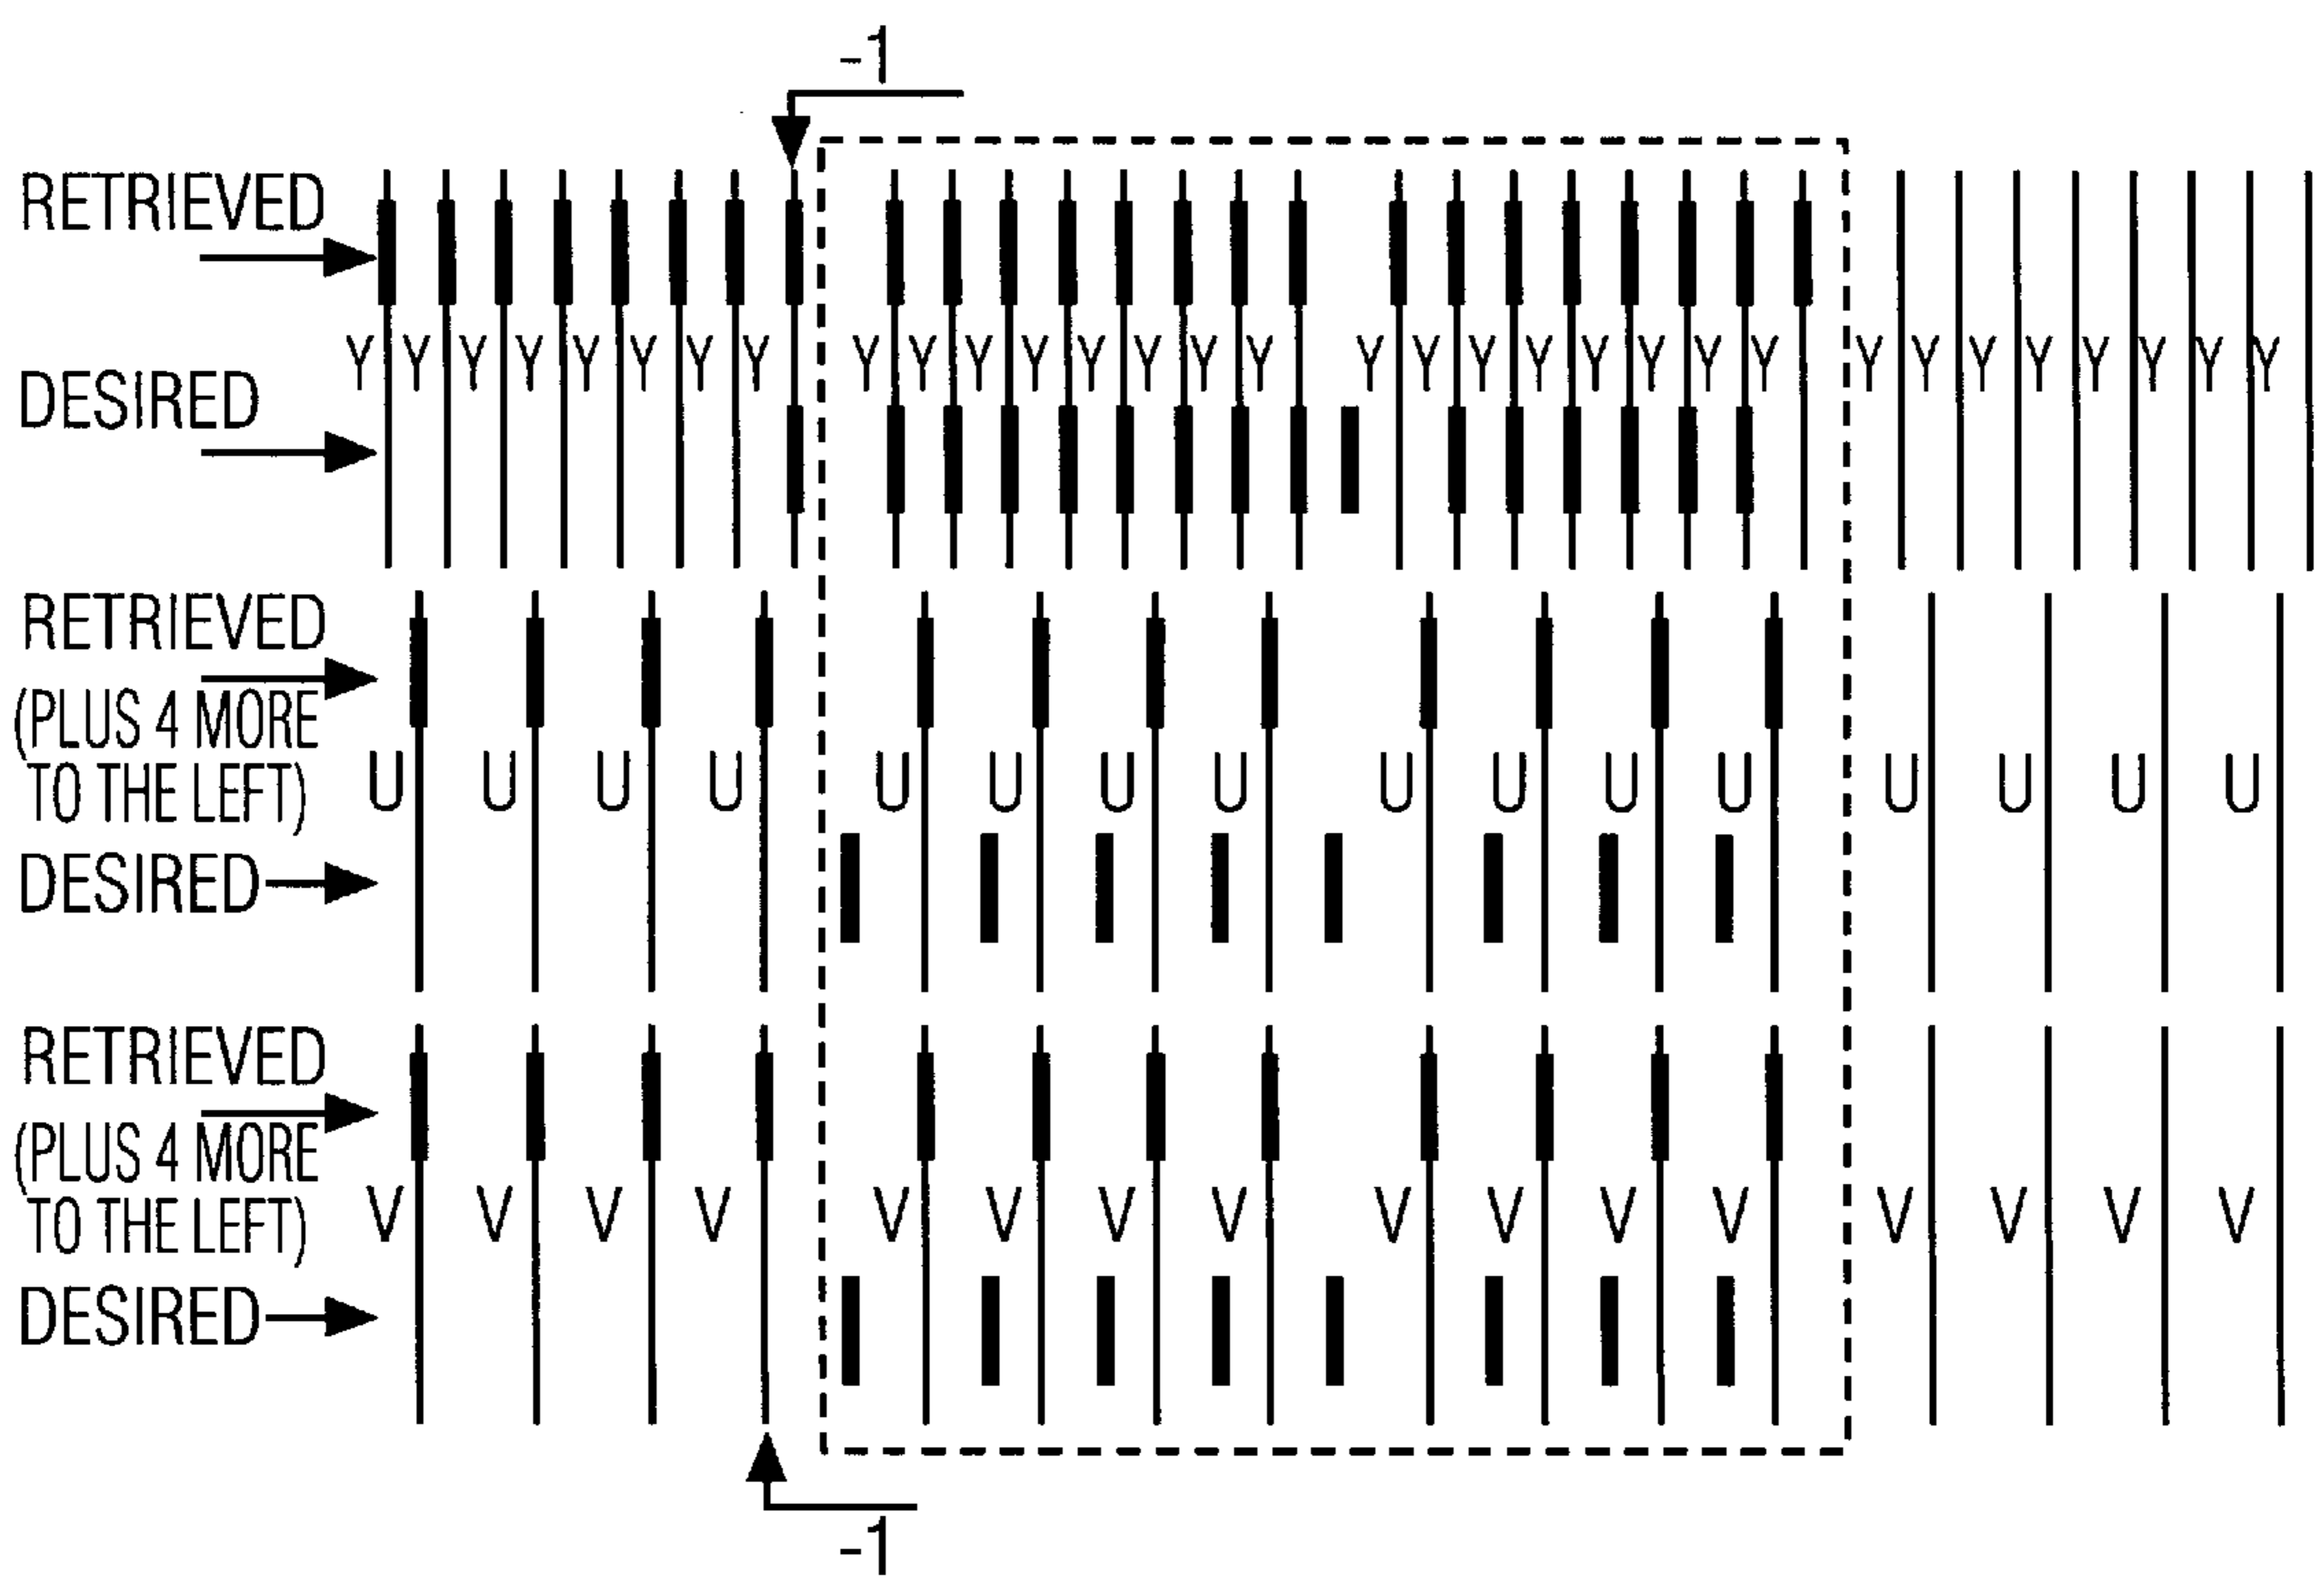 -1
RETRIEVED
Y Y Y Y Y Y Y Y Y Y Y Y Y Y Y Y Y Y Y Y Y Y Y Y Y Y Y Y Y Y Y Y
DESIRED
RETRIEVED
(PLUS 4 MORE
TO THE LEFT)
U U U U U U U U U U U U U U U U
DESIRED
RETRIEVED
(PLUS 4 MORE
TO THE LEFT)
V V V V V V V V V V V V V V V V
DESIRED
-1